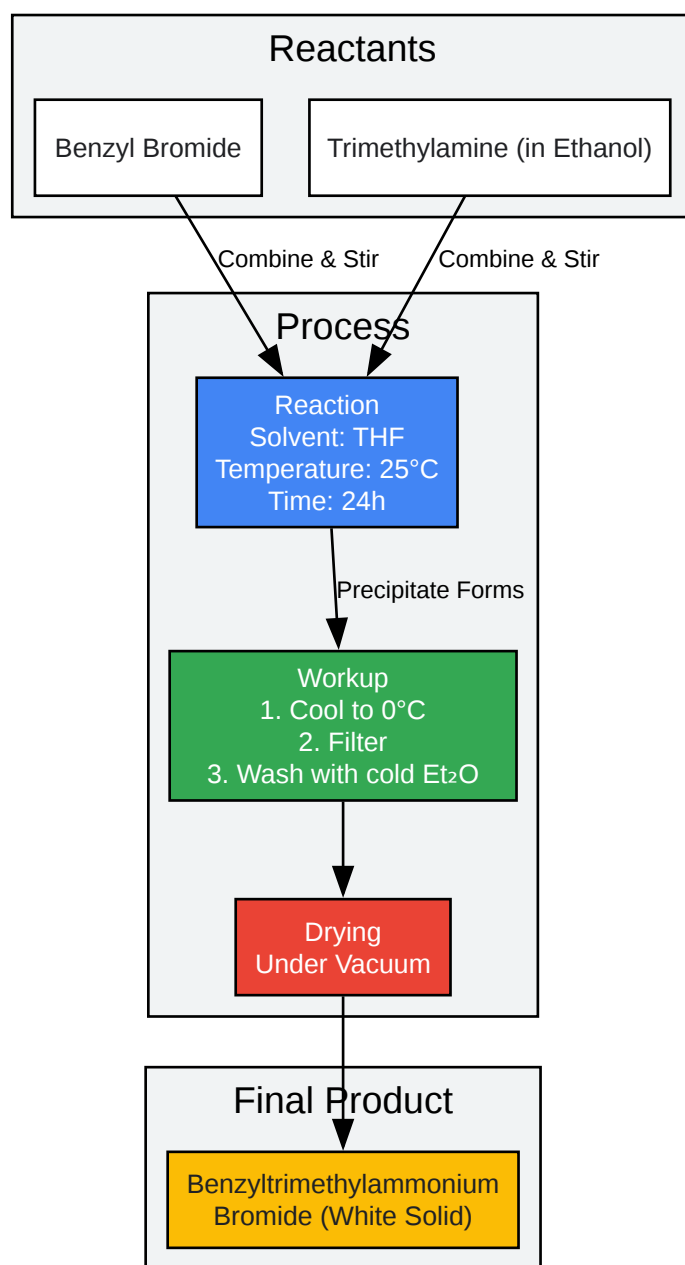 Reactants
Benzyl Bromide
Trimethylamine (in Ethanol)
Combine & Stir
Combine & Stir
Process
Reaction
Solvent: THF
Temperature: 25°C
Time: 24h
Precipitate Forms
Workup
1. Cool to 0°C
2. Filter
3. Wash with cold Et₂O
Drying
Under Vacuum
Final Product
Benzyltrimethylammonium
Bromide (White Solid)